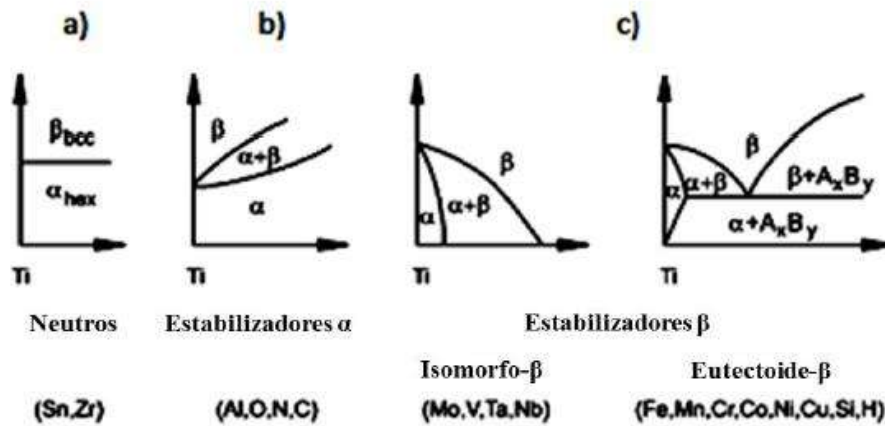 a) b) c)
β β β β
β_bcc α+β α+β α α+β β+A_xB_y
α_hex α α α+A_xB_y
Ti Ti Ti Ti
Neutros Estabilizadores α Estabilizadores β
Isomorfo-β Eutectoide-β
(Sn,Zr) (Al,O,N,C) (Mo,V,Ta,Nb) (Fe,Mn,Cr,Co,Ni,Cu,Si,H)